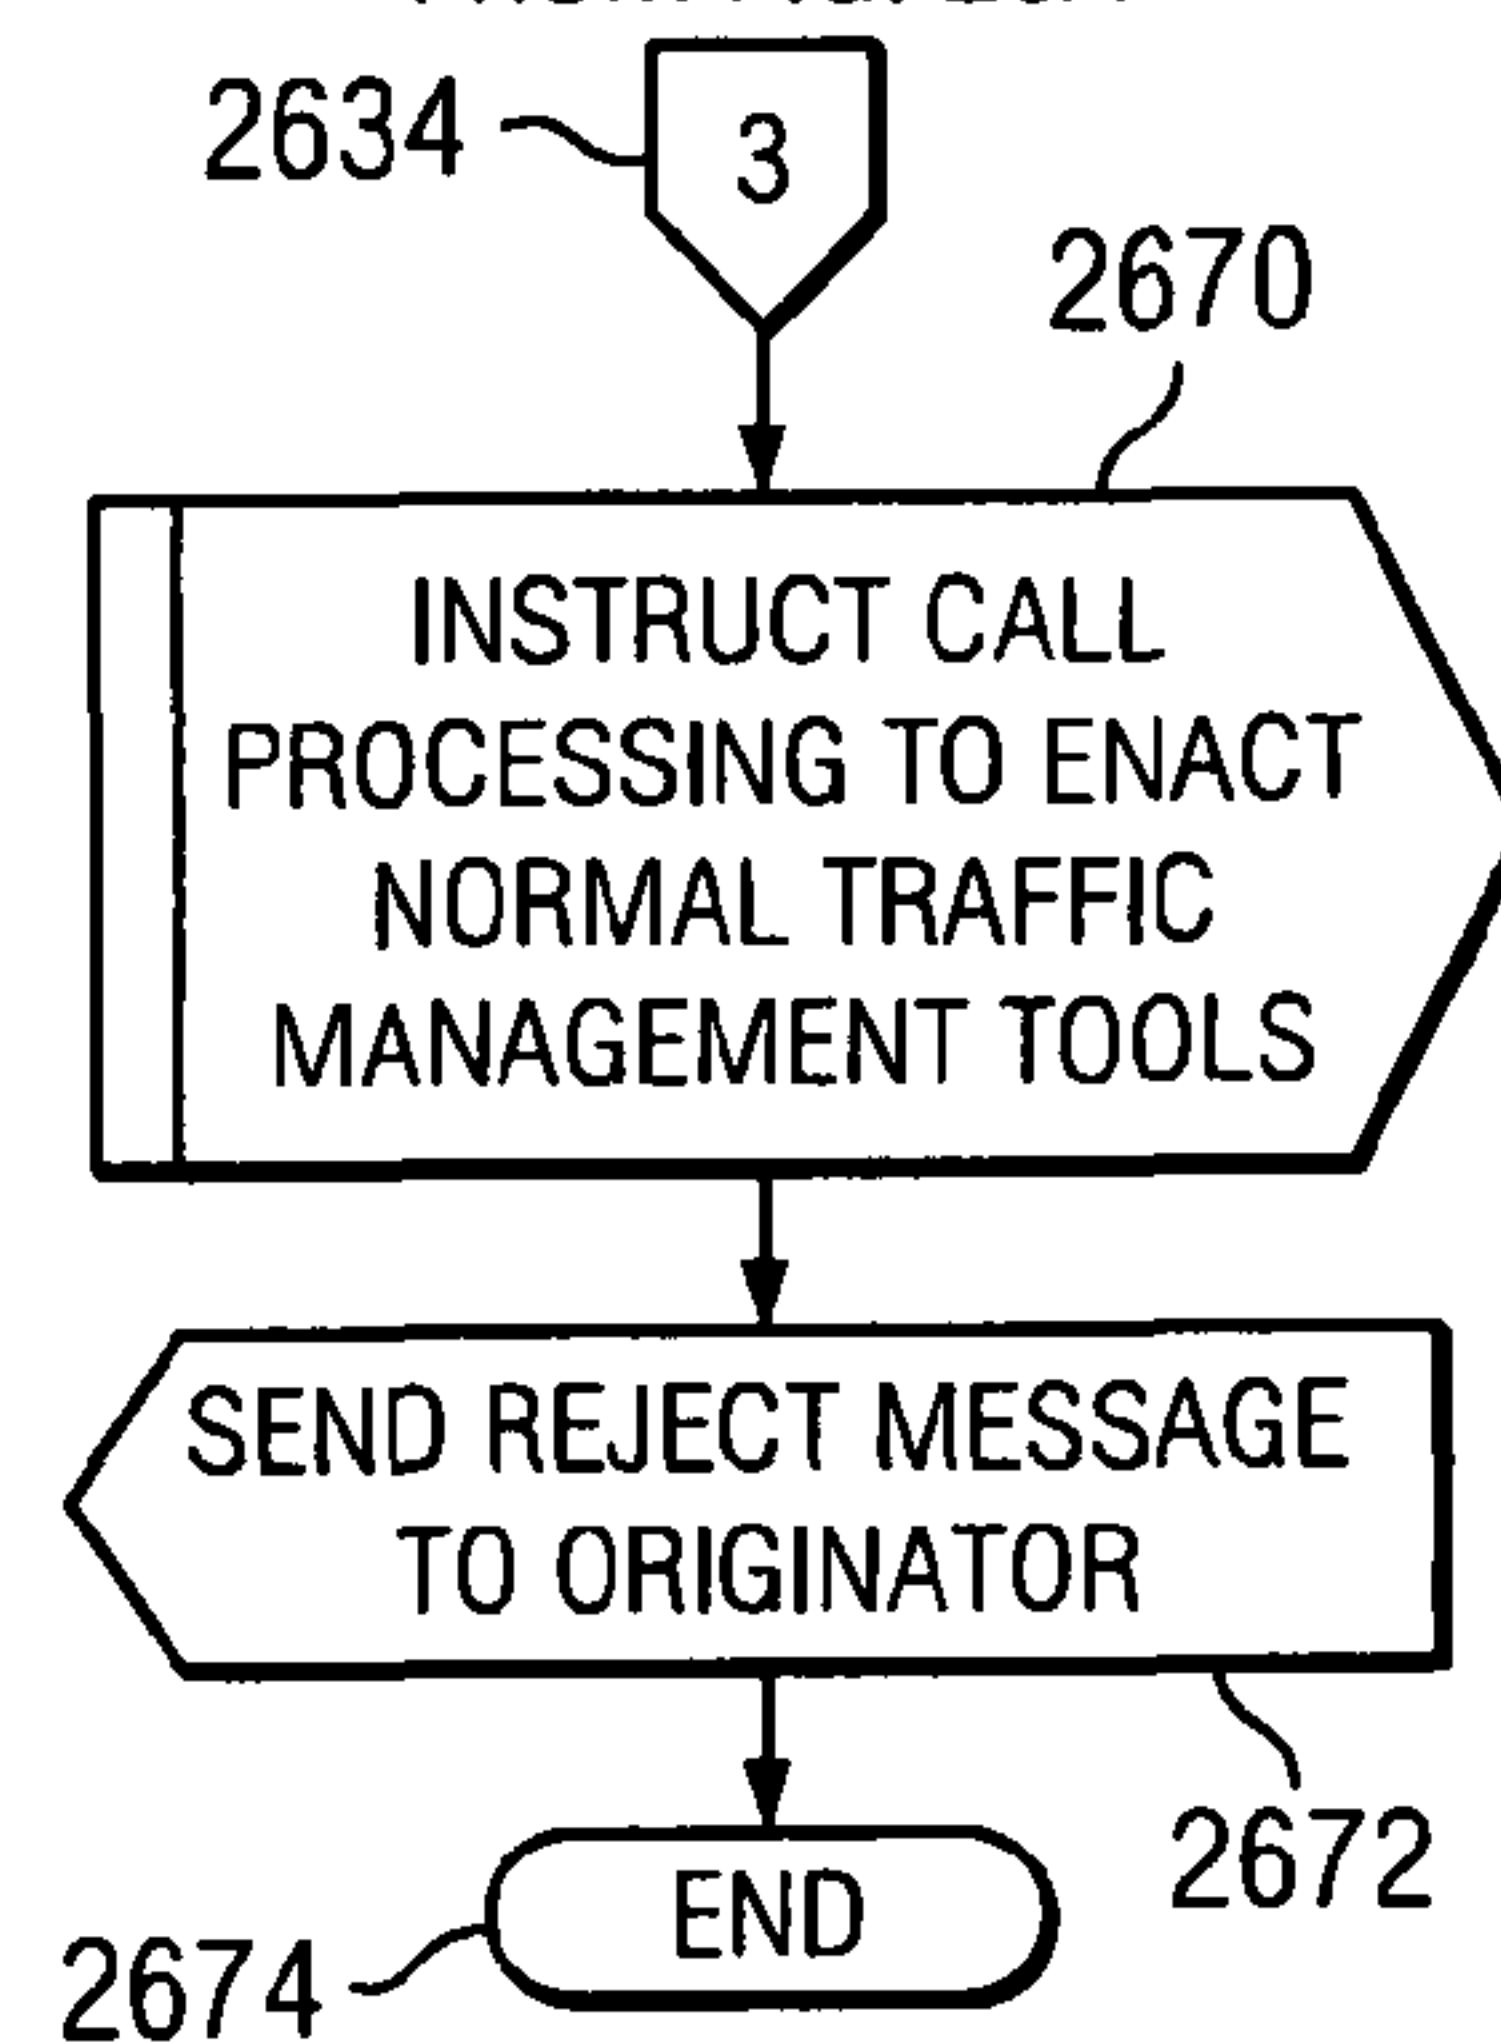 2634
3
2670
INSTRUCT CALL
PROCESSING TO ENACT
NORMAL TRAFFIC
MANAGEMENT TOOLS
SEND REJECT MESSAGE
TO ORIGINATOR
2672
END
2674